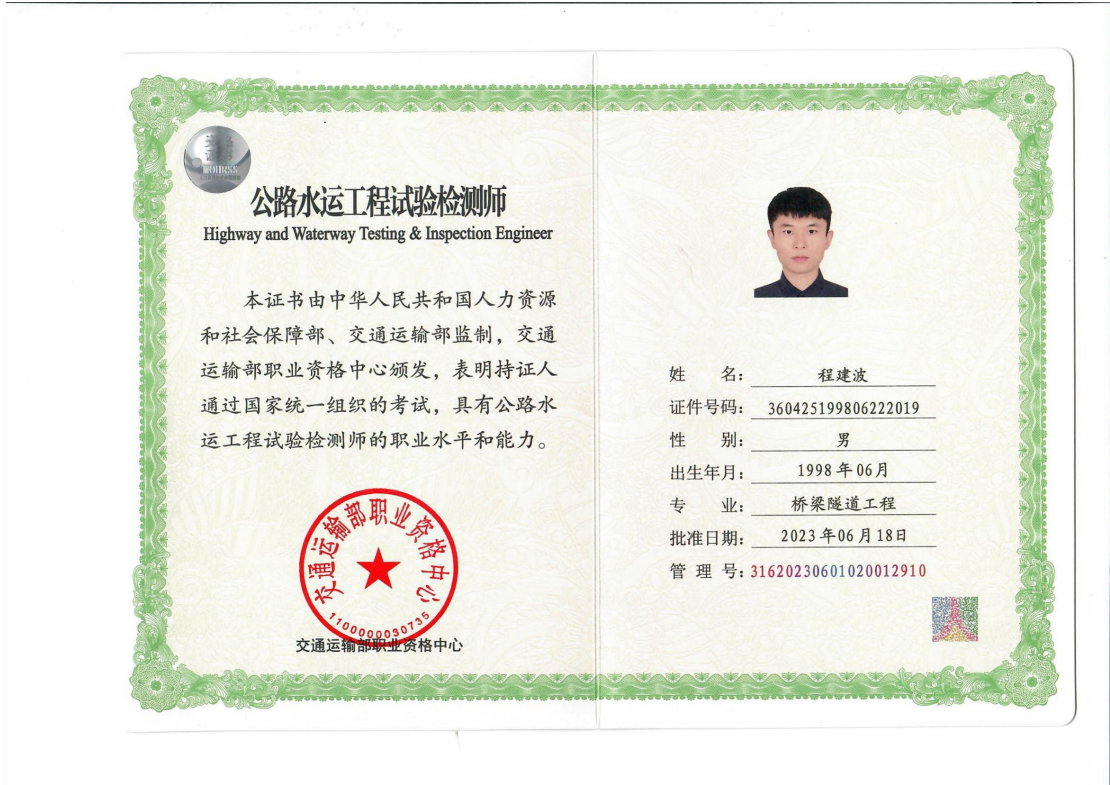 公路水运工程试验检测师
Highway and Waterway Testing & Inspection Engineer
本证书由中华人民共和国人力资源
和社会保障部、交通运输部监制，交通
运输部职业资格中心颁发，表明持证人
通过国家统一组织的考试，具有公路水
运工程试验检测师的职业水平和能力。
交通运输部职业资格中心
1100000030735
交通运输部职业资格中心
姓 名： 程建波
证件号码： 360425199806222019
性 别： 男
出生年月： 1998年06月
专 业： 桥梁隧道工程
批准日期： 2023年06月18日
管 理 号： 31620230601020012910